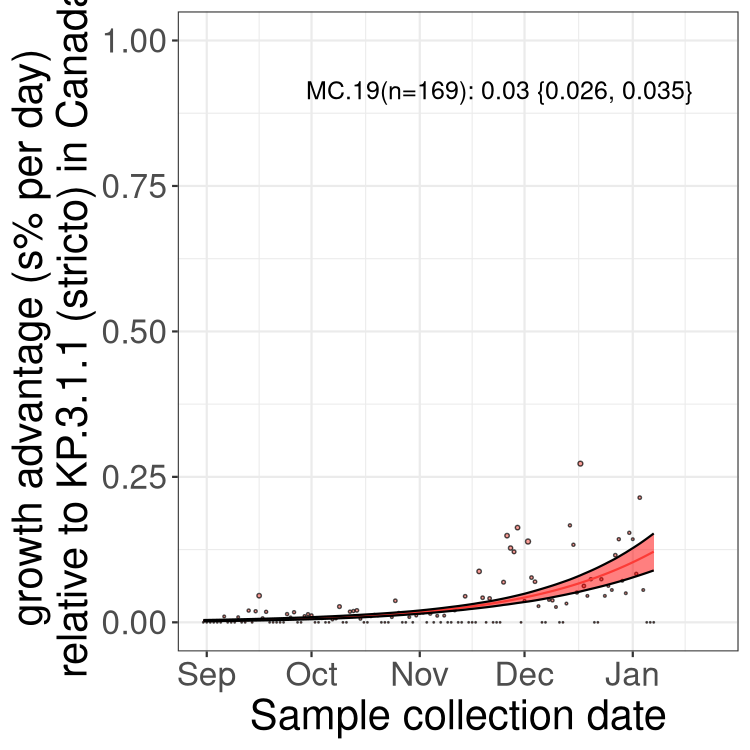 growth advantage (s% per day)
relative to KP.3.1.1 (stricto) in Canada
1.00
0.75
0.50
0.25
0.00
MC.19(n=169): 0.03 {0.026, 0.035}
Sep Oct Nov Dec Jan
Sample collection date